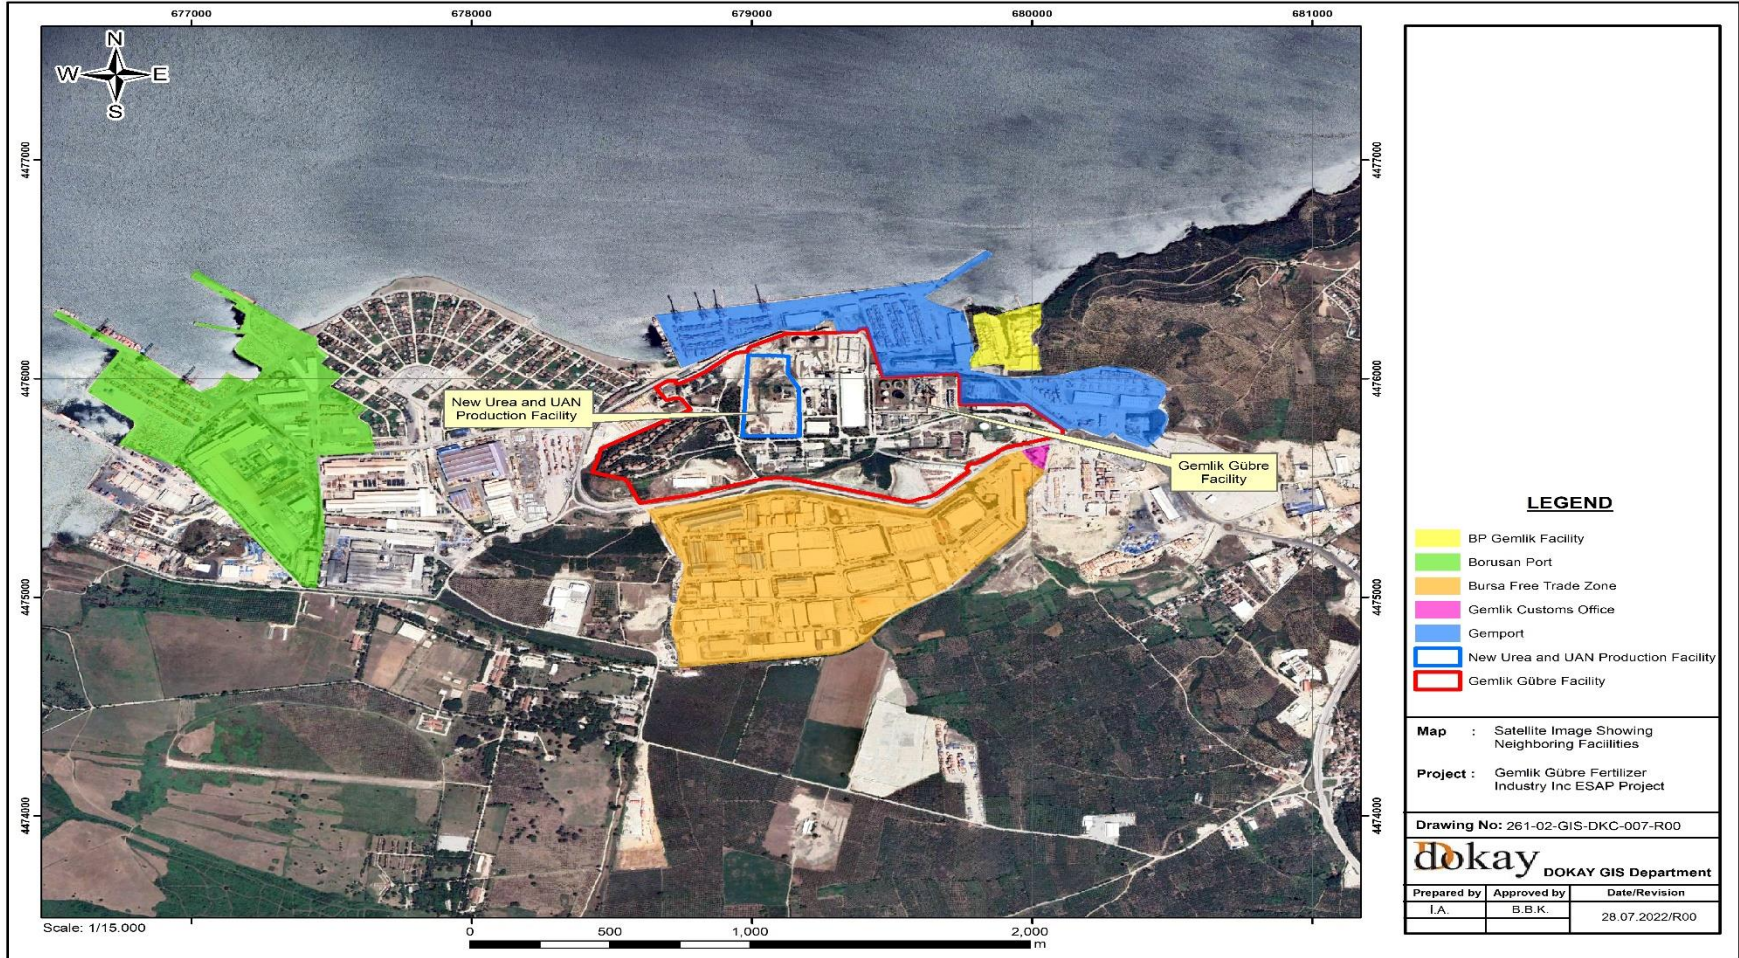 677000
678000
679000
680000
681000
N
W
E
S
4477000
4477000
4476000
4476000
4475000
4475000
4474000
4474000
New Urea and UAN
Production Facility
Gemlik Gübre
Facility
Scale: 1/15.000
0
500
1,000
2,000
m
LEGEND
BP Gemlik Facility
Borusan Port
Bursa Free Trade Zone
Gemlik Customs Office
Gemport
New Urea and UAN Production Facility
Gemlik Gübre Facility
Map : Satellite Image Showing
Neighboring Faciilities
Project : Gemlik Gübre Fertilizer
Industry Inc ESAP Project
Drawing No: 261-02-GIS-DKC-007-R00
Dokay DOKAY GIS Department
Prepared by Approved by Date/Revision
İ.A. B.B.K. 28.07.2022/R00